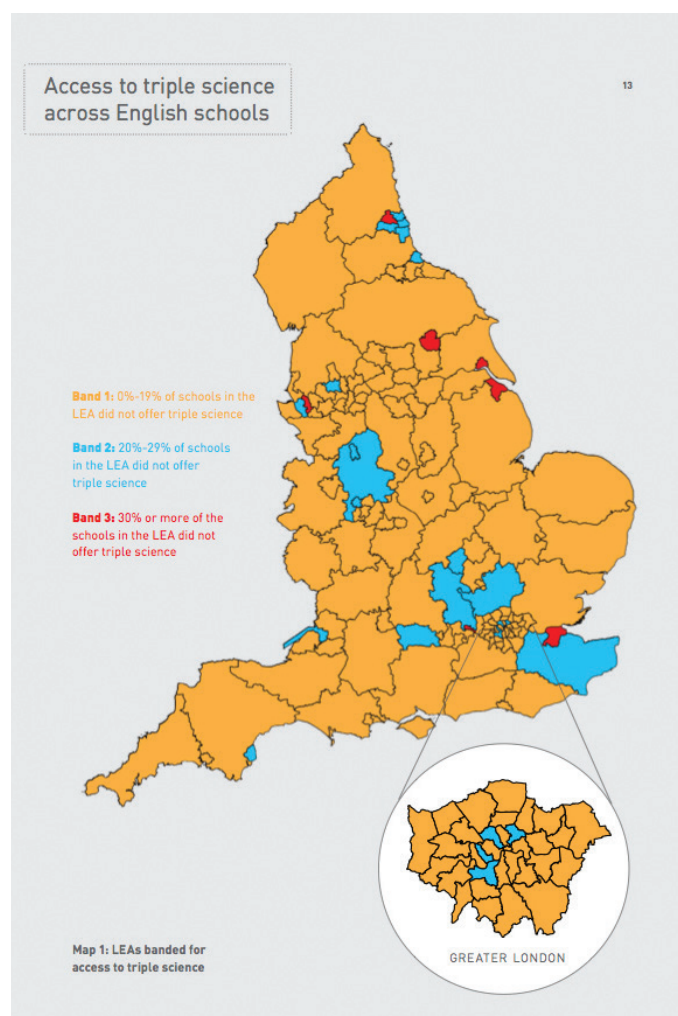 Access to triple science
across English schools
13
Band 1: 0%-19% of schools in the
LEA did not offer triple science
Band 2: 20%-29% of schools
in the LEA did not offer
triple science
Band 3: 30% or more of the
schools in the LEA did not
offer triple science
Map 1: LEAs banded for
access to triple science
GREATER LONDON